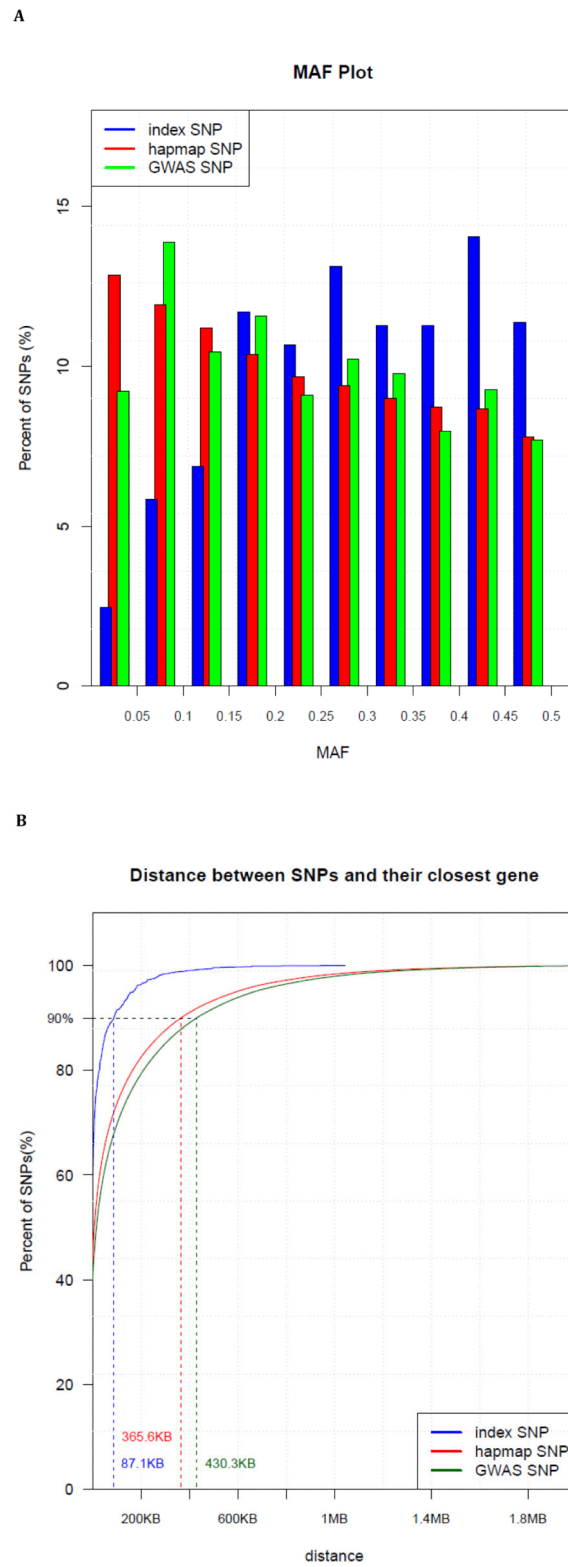 A
MAF Plot
index SNP
hapmap SNP
GWAS SNP
Percent of SNPs (%)
15
10
5
0
0.05 0.1 0.15 0.2 0.25 0.3 0.35 0.4 0.45 0.5
MAF
B
Distance between SNPs and their closest gene
Percent of SNPs(%)
100
90%
80
60
40
20
0
365.6KB
87.1KB
430.3KB
index SNP
hapmap SNP
GWAS SNP
200KB 600KB 1MB 1.4MB 1.8MB
distance